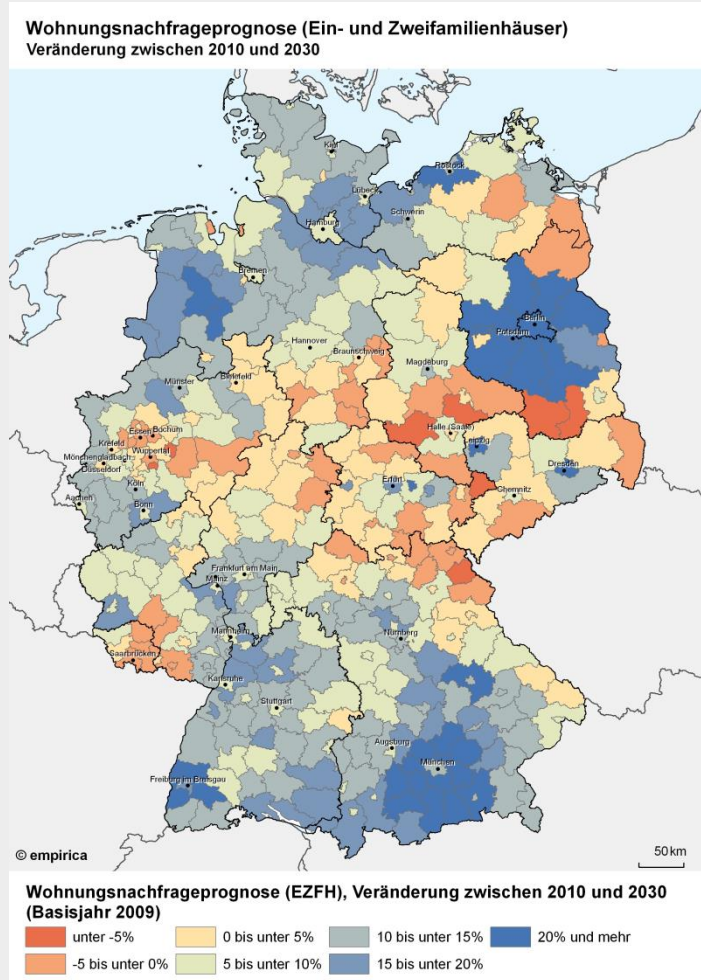 Wohnungsnachfrageprognose (Ein- und Zweifamilienhäuser)
Veränderung zwischen 2010 und 2030
Kiel
Rostock
Lübeck
Schwerin
Hamburg
Bremen
Berlin
Potsdam
Hannover
Braunschweig
Magdeburg
Bielefeld
Münster
Essen
Bochum
Krefeld
Wuppertal
Mönchengladbach
Düsseldorf
Halle (Saale)
Leipzig
Dresden
Köln
Aachen
Bonn
Erfurt
Chemnitz
Frankfurt am Main
Mainz
Mannheim
Nürnberg
Saarbrücken
Karlsruhe
Stuttgart
Augsburg
München
Freiburg im Breisgau
© empirica
50 km
Wohnungsnachfrageprognose (EZFH), Veränderung zwischen 2010 und 2030
(Basisjahr 2009)
unter -5% 0 bis unter 5% 10 bis unter 15% 20% und mehr
-5 bis unter 0% 5 bis unter 10% 15 bis unter 20%